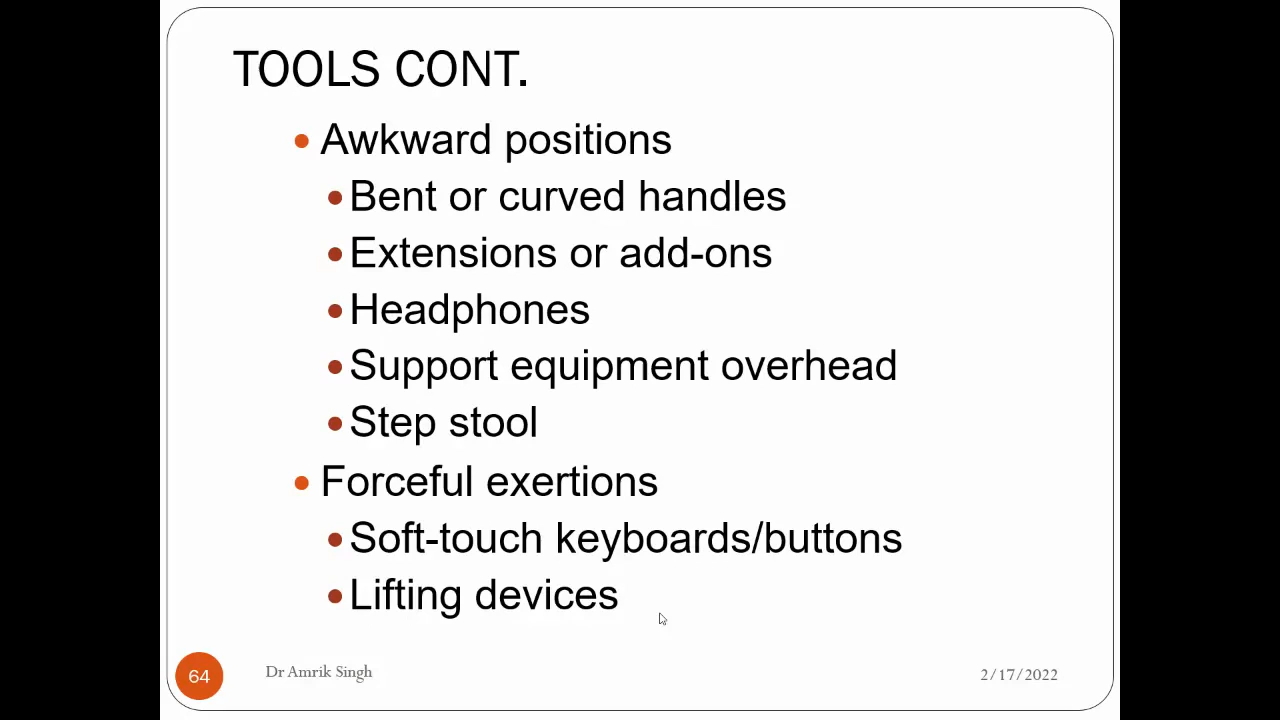 TOOLS CONT.
• Awkward positions
• Bent or curved handles
• Extensions or add-ons
• Headphones
• Support equipment overhead
• Step stool
• Forceful exertions
• Soft-touch keyboards/buttons
• Lifting devices
64
Dr Amrik Singh
2/17/2022